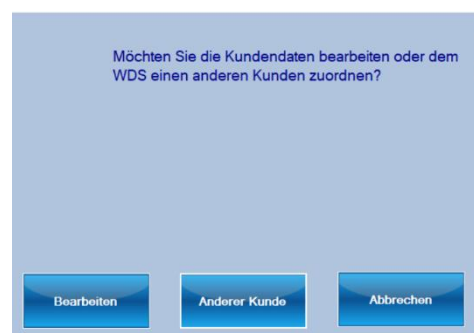 Möchten Sie die Kundendaten bearbeiten oder dem
WDS einen anderen Kunden zuordnen?
Bearbeiten
Anderer Kunde
Abbrechen